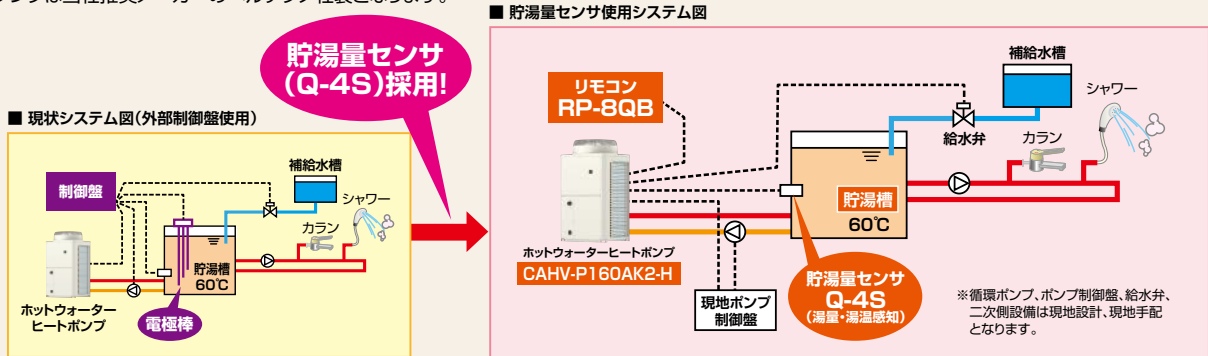 ■ 現状システム図(外部制御盤使用)
制御盤
補給水槽
シャワー
カラン
貯湯槽
60℃
ホットウォーター
ヒートポンプ
電極棒
貯湯量センサ
(Q-4S)採用!
■ 貯湯量センサ使用システム図
リモコン
RP-8QB
補給水槽
シャワー
給水弁
カラン
貯湯槽
60℃
ホットウォーターヒートポンプ
CAHV-P160AK2-H
現地ポンプ
制御盤
貯湯量センサ
Q-4S
(湯量・湯温感知)
※循環ポンプ、ポンプ制御盤、給水弁、
二次側設備は現地設計、現地手配
となります。